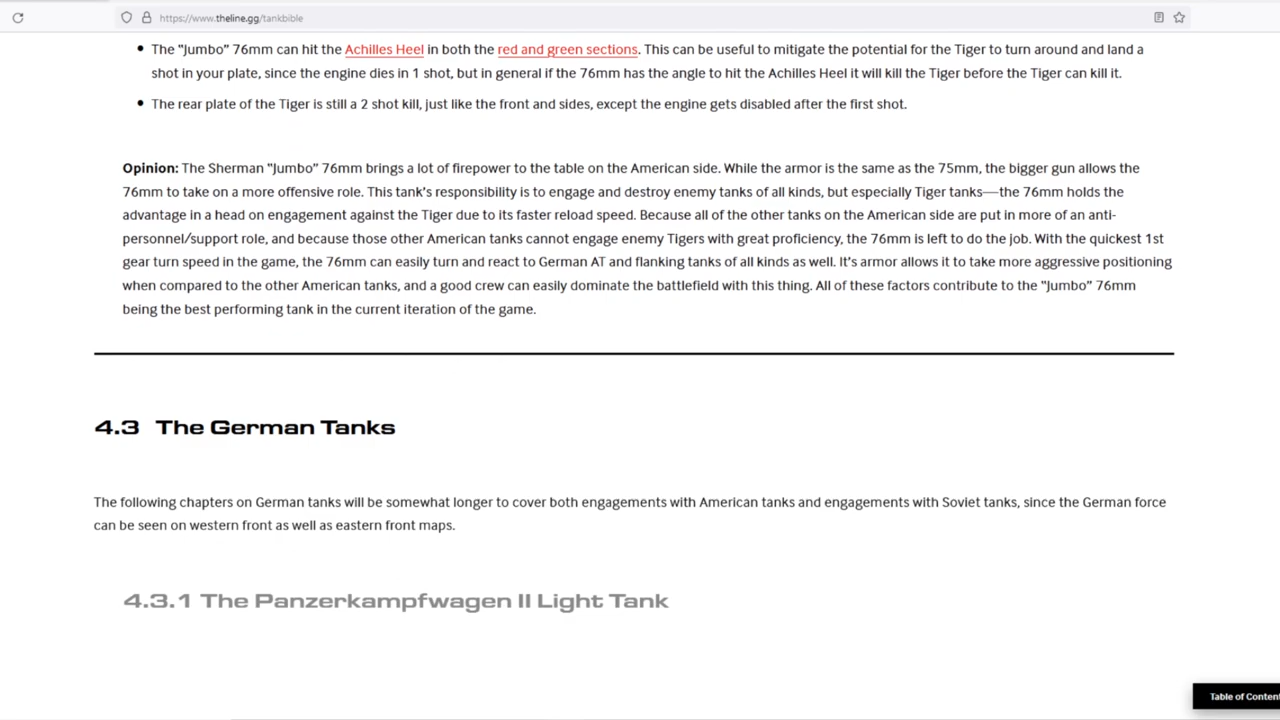 https://www.theline.gg/tankbible
• The "Jumbo" 76mm can hit the Achilles Heel in both the red and green sections. This can be useful to mitigate the potential for the Tiger to turn around and land a
shot in your plate, since the engine dies in 1 shot, but in general if the 76mm has the angle to hit the Achilles Heel it will kill the Tiger before the Tiger can kill it.
• The rear plate of the Tiger is still a 2 shot kill, just like the front and sides, except the engine gets disabled after the first shot.
Opinion: The Sherman "Jumbo" 76mm brings a lot of firepower to the table on the American side. While the armor is the same as the 75mm, the bigger gun allows the
76mm to take on a more offensive role. This tank's responsibility is to engage and destroy enemy tanks of all kinds, but especially Tiger tanks—the 76mm holds the
advantage in a head on engagement against the Tiger due to its faster reload speed. Because all of the other tanks on the American side are put in more of an anti-
personnel/support role, and because those other American tanks cannot engage enemy Tigers with great proficiency, the 76mm is left to do the job. With the quickest 1st
gear turn speed in the game, the 76mm can easily turn and react to German AT and flanking tanks of all kinds as well. It's armor allows it to take more aggressive positioning
when compared to the other American tanks, and a good crew can easily dominate the battlefield with this thing. All of these factors contribute to the "Jumbo" 76mm
being the best performing tank in the current iteration of the game.
4.3 The German Tanks
The following chapters on German tanks will be somewhat longer to cover both engagements with American tanks and engagements with Soviet tanks, since the German force
can be seen on western front as well as eastern front maps.
4.3.1 The Panzerkampfwagen II Light Tank
Table of Content